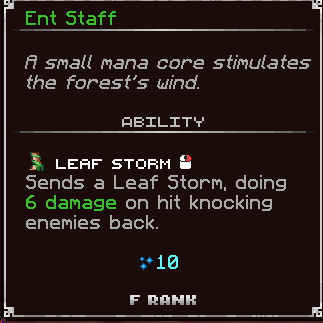 Ent Staff
A small mana core stimulates
the forest's wind.
ABILITY
LEAF STORM
Sends a Leaf Storm, doing
6 damage on hit knocking
enemies back.
10
F RANK